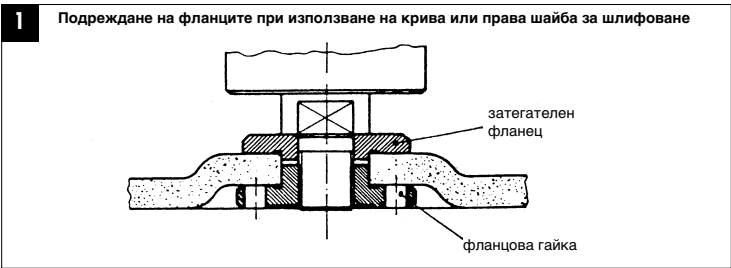 1
Подреждане на фланците при използване на крива или права шайба за шлифоване
затегателен
фланец
фланцова гайка